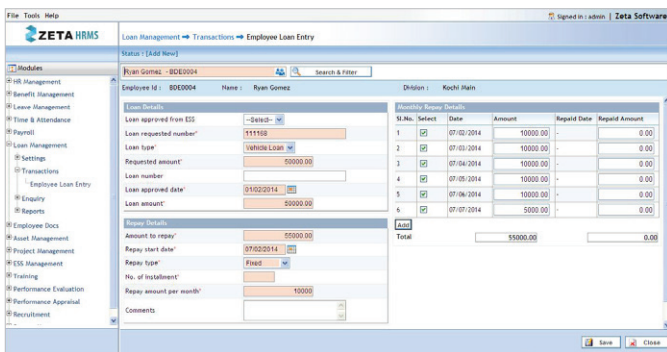 File Tools Help
Signed in : admin | Zeta Software
ZETA HRMS
Loan Management Transactions Employee Loan Entry
Status : [Add New]
Modules
Ryan Gomez - BDE0004
Search & Filter
HR Management
Benefit Management
Leave Management
Time & Attendance
Payroll
Loan Management
Settings
Transactions
Employee Loan Entry
Enquiry
Reports
Employee Docs
Asset Management
Project Management
ESS Management
Training
Performance Evaluation
Performance Appraisal
Recruitment
Employee Id : BDE0004 Name : Ryan Gomez Division : Kochi Main
Loan Details
Loan approved from ESS --Select--
Loan requested number* 111168
Loan type* Vehicle Loan
Requested amount* 50000.00
Loan number
Loan approved date* 01/02/2014
Loan amount* 50000.00
Repay Details
Amount to repay* 55000.00
Repay start date* 07/02/2014
Repay type* Fixed
No. of Installment*
Repay amount per month* 10000
Comments
Monthly Repay Details
Sl.No. Select Date Amount Repaid Date Repaid Amount
1 07/02/2014 10000.00 - 0.00
2 07/03/2014 10000.00 - 0.00
3 07/04/2014 10000.00 - 0.00
4 07/05/2014 10000.00 - 0.00
5 07/06/2014 10000.00 - 0.00
6 07/07/2014 5000.00 - 0.00
Add
Total 55000.00 0.00
Save Close